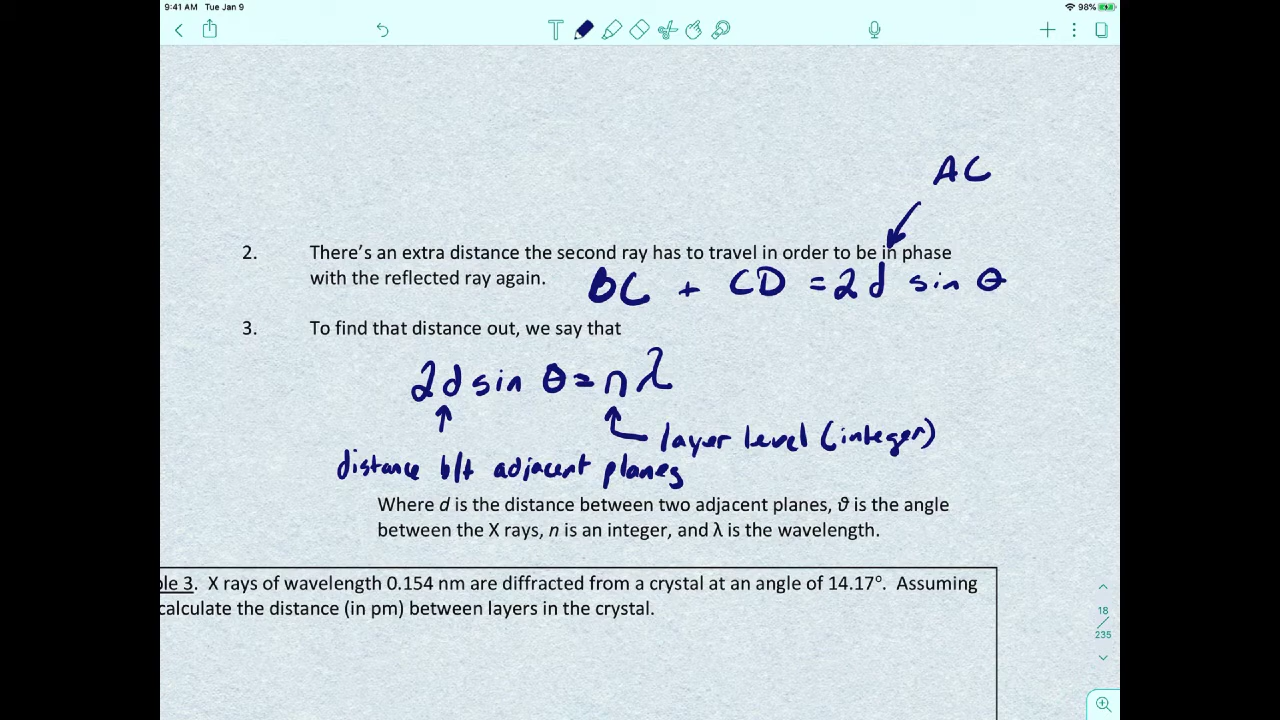 9:41 AM Tue Jan 9
98%
T
AC
2. There's an extra distance the second ray has to travel in order to be in phase
with the reflected ray again. BC + CD = 2d sin θ
3. To find that distance out, we say that
2d sin θ = nλ
layer level (integer)
distance b/t adjacent planes
Where d is the distance between two adjacent planes, ϑ is the angle
between the X rays, n is an integer, and λ is the wavelength.
ple 3. X rays of wavelength 0.154 nm are diffracted from a crystal at an angle of 14.17°. Assuming
calculate the distance (in pm) between layers in the crystal.
18
/
235